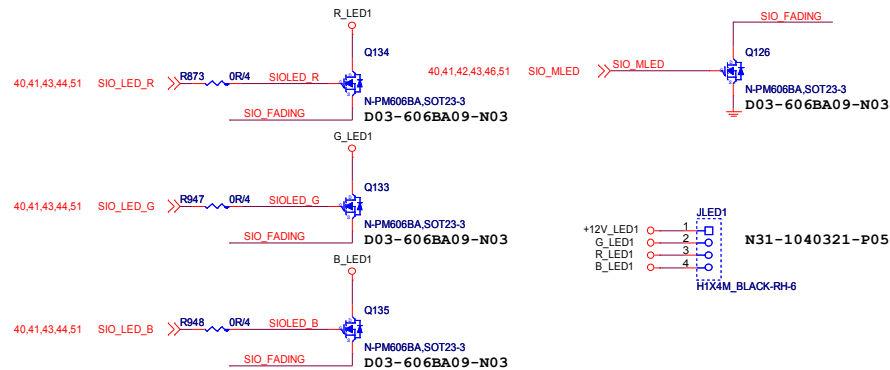 R_LED1
Q134
40,41,43,44,51 SIO_LED_R R873 0R/4 SIOLED_R
N-PM606BA,SOT23-3
SIO_FADING
D03-606BA09-N03
G_LED1
Q133
40,41,43,44,51 SIO_LED_G R947 0R/4 SIOLED_G
N-PM606BA,SOT23-3
SIO_FADING
D03-606BA09-N03
B_LED1
Q135
40,41,43,44,51 SIO_LED_B R948 0R/4 SIOLED_B
N-PM606BA,SOT23-3
SIO_FADING
D03-606BA09-N03
SIO_FADING
Q126
40,41,42,43,46,51 SIO_MLED SIO_MLED
N-PM606BA,SOT23-3
D03-606BA09-N03
JLED1
+12V_LED1 1
G_LED1 2
R_LED1 3
B_LED1 4
N31-1040321-P05
H1X4M_BLACK-RH-6